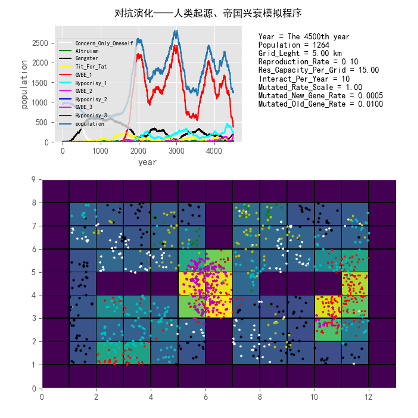 对抗演化——人类起源、帝国兴衰模拟程序
population
2500
2000
1500
1000
500
0
0
1000
2000
3000
4000
year
Concern_Only_Oneself
Altruism
Gangster
Tit_For_Tat
GWBE_1
Hypocrisy_1
GWBE_2
Hypocrisy_2
GWBE_3
Hypocrisy_3
population
Year = The 4500th year
Population = 1264
Grid_Leght = 5.00 km
Reproduction_Rate = 0.10
Res_Capacity_Per_Grid = 15.00
Interact_Per_Year = 10
Mutated_Rate_Scale = 1.00
Mutated_New_Gene_Rate = 0.0005
Mutated_Old_Gene_Rate = 0.0100
9
8
7
6
5
4
3
2
1
0
0
2
4
6
8
10
12